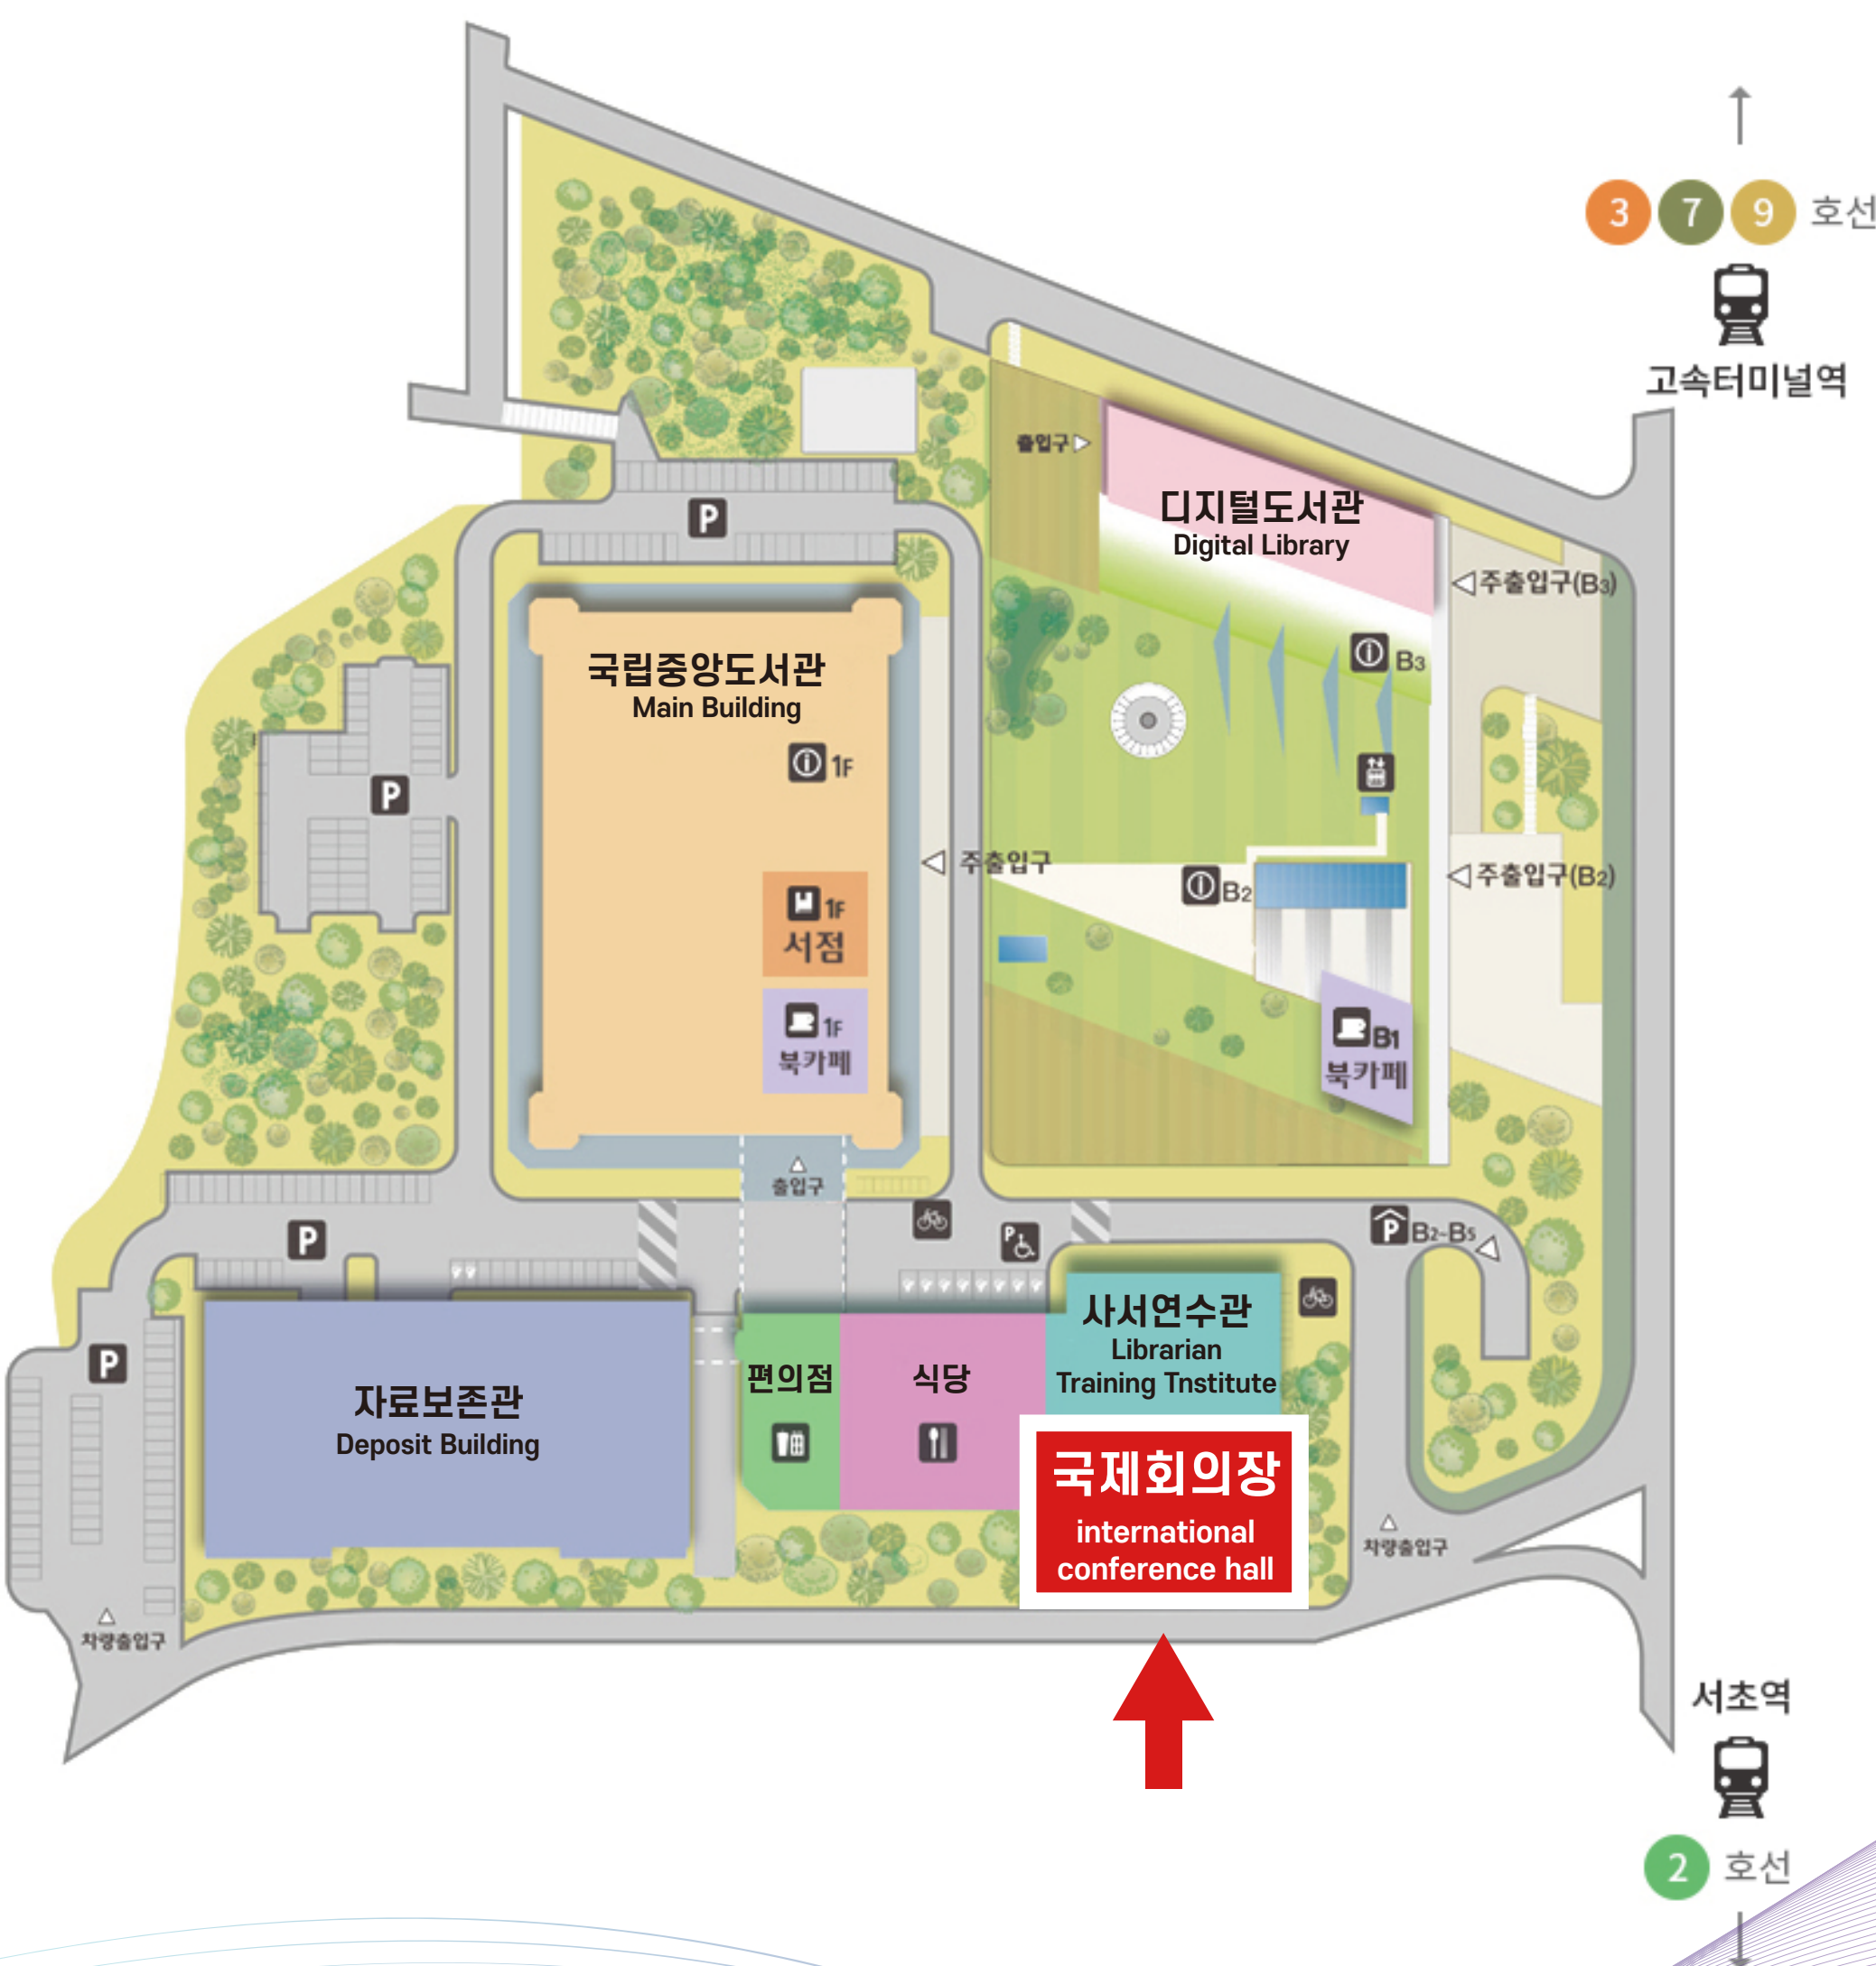 3 7 9 호선
고속터미널역
출입구
디지털도서관
Digital Library
주출입구(B3)
P
국립중앙도서관
Main Building
B3
1F
P
주출입구
B2
주출입구(B2)
1F
서점
1F
북카페
B1
북카페
출입구
P
P
P B2~B5
P
자료보존관
Deposit Building
편의점
식당
사서연수관
Librarian
Training Tnstitute
국제회의장
international
conference hall
차량출입구
차량출입구
서초역
2 호선